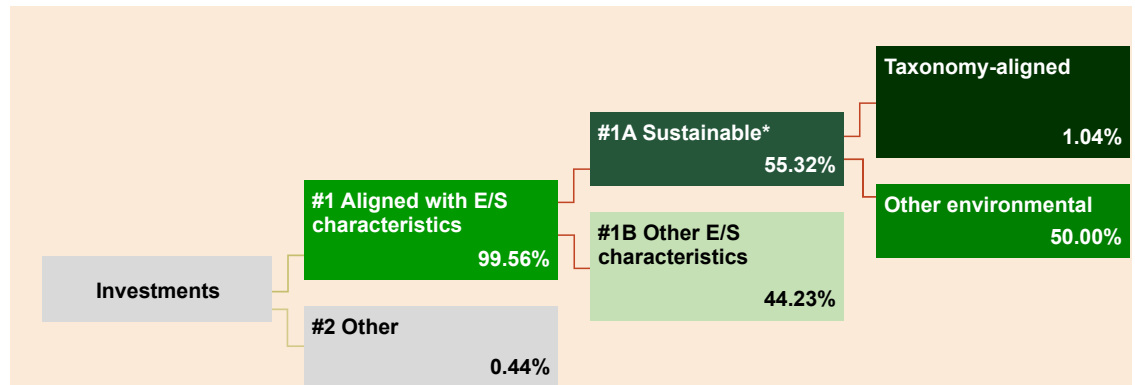 Investments
#1 Aligned with E/S
characteristics
99.56%
#2 Other
0.44%
#1A Sustainable*
55.32%
#1B Other E/S
characteristics
44.23%
Taxonomy-aligned
1.04%
Other environmental
50.00%